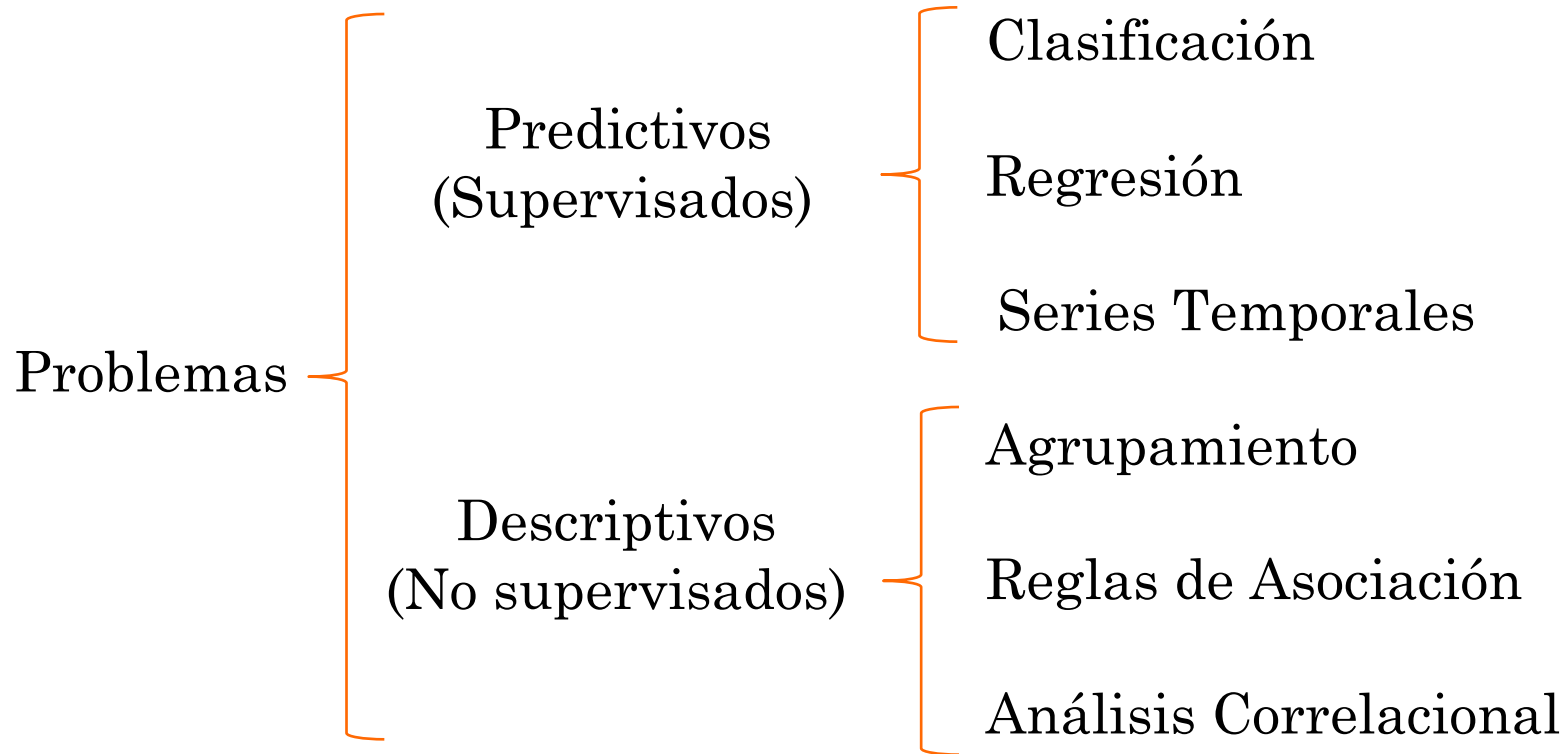 Problemas
Predictivos
(Supervisados)
Clasificación
Regresión
Series Temporales
Descriptivos
(No supervisados)
Agrupamiento
Reglas de Asociación
Análisis Correlacional